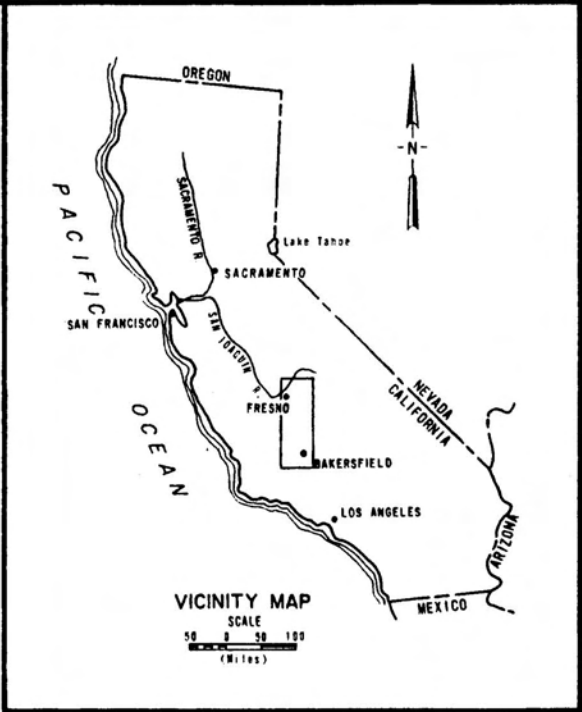 OREGON
-N-
PACIFIC
SACRAMENTO R.
Lake Tahoe
SACRAMENTO
SAN FRANCISCO
SAN JOAQUIN R.
NEVADA
CALIFORNIA
FRESNO
OCEAN
BAKERSFIELD
LOS ANGELES
ARIZONA
MEXICO
VICINITY MAP
SCALE
50 0 50 100
(Miles)